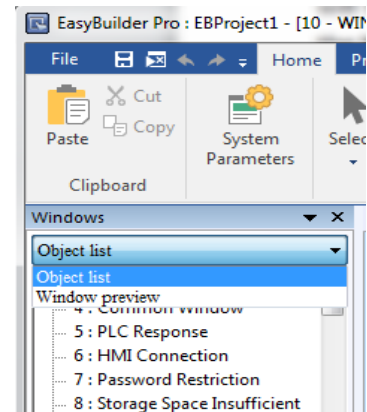 EasyBuilder Pro : EBProject1 - [10 - WIN
File
Home
Pr
Paste
Cut
Copy
System
Parameters
Selec
Clipboard
Windows
Object list
Object list
Window preview
4 : Common Window
5 : PLC Response
6 : HMI Connection
7 : Password Restriction
8 : Storage Space Insufficient